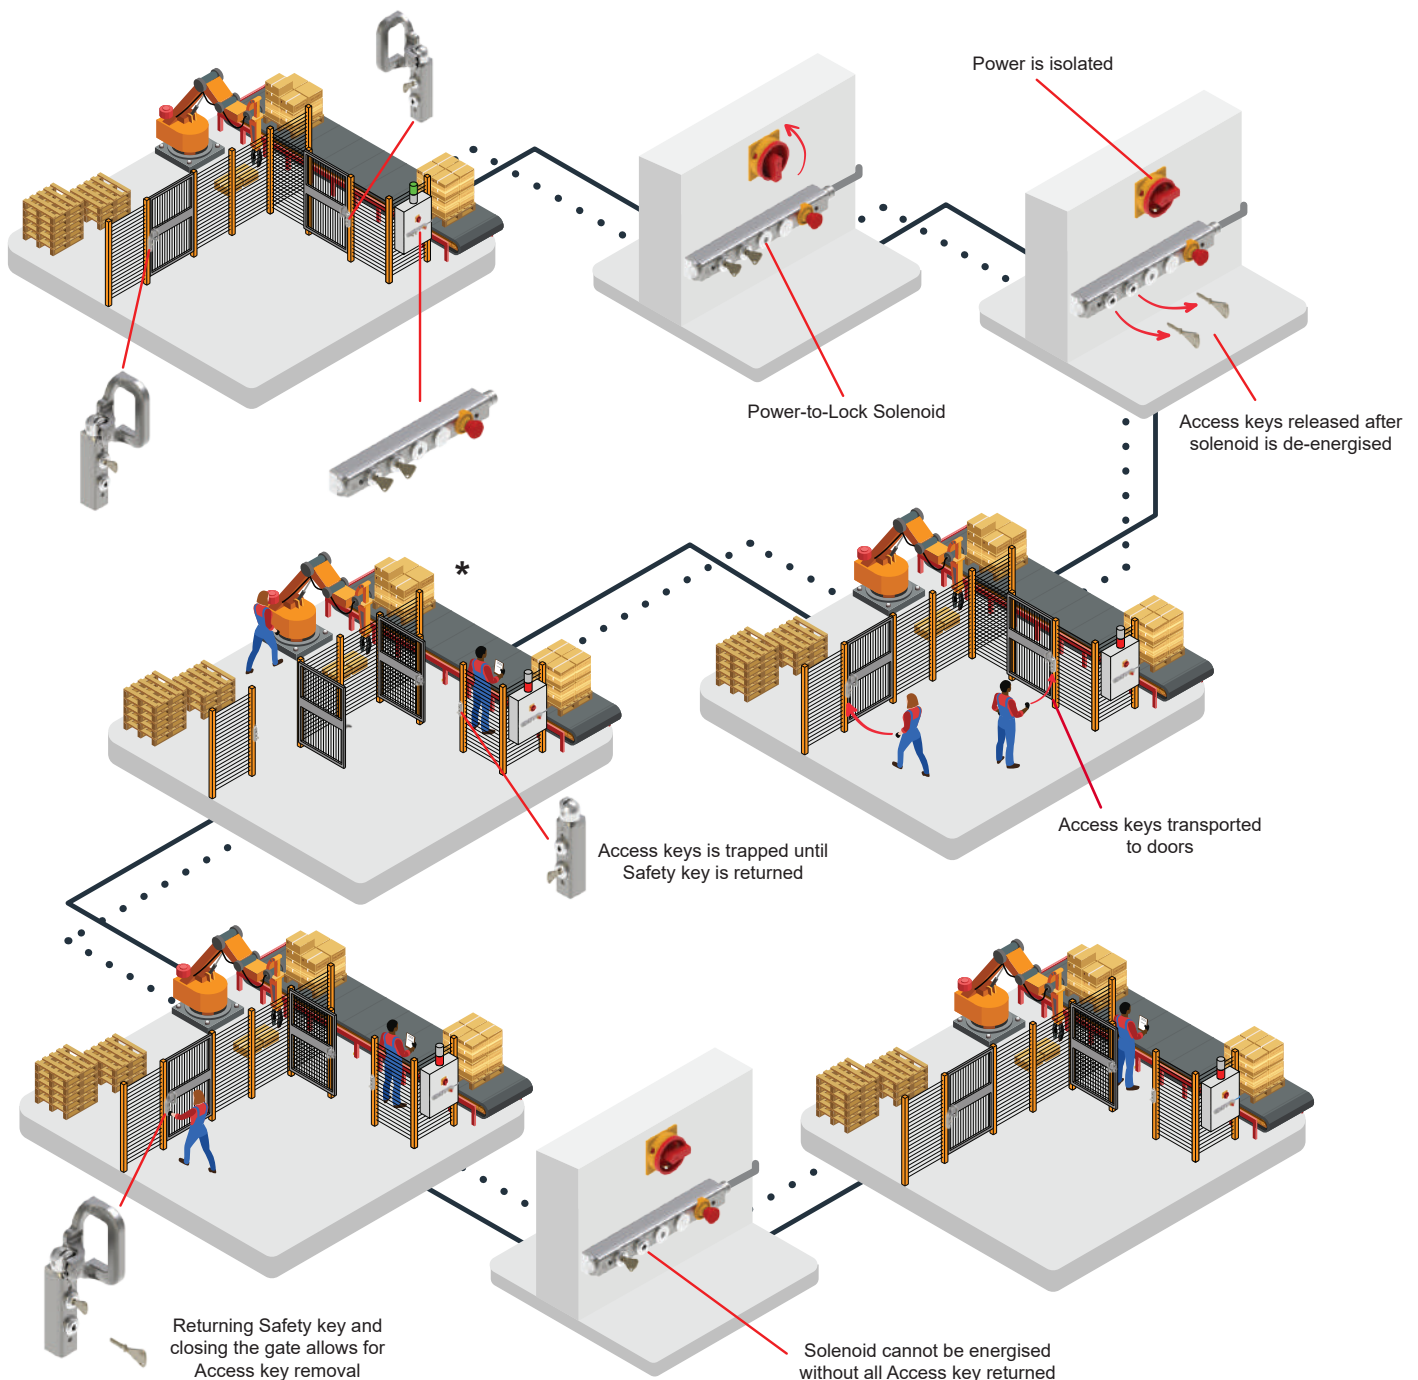 Power is isolated
Power-to-Lock Solenoid
Access keys released after
solenoid is de-energised
*
Access keys transported
to doors
Access keys is trapped until
Safety key is returned
Returning Safety key and
closing the gate allows for
Access key removal
Solenoid cannot be energised
without all Access key returned